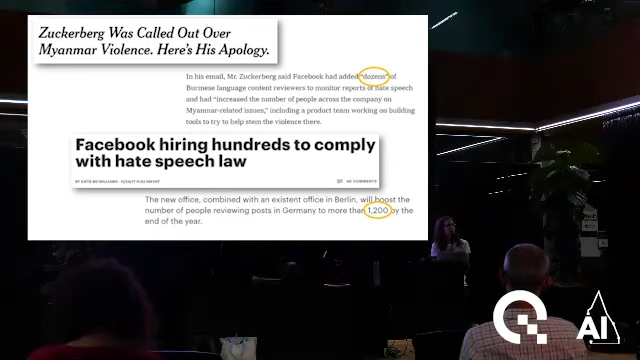 Zuckerberg Was Called Out Over
Myanmar Violence. Here's His Apology.
In his email, Mr. Zuckerberg said Facebook had added "dozens" of
Burmese language content reviewers to monitor reports of hate speech
and had "increased the number of people across the company on
Myanmar-related issues," including a product team working on building
tools to try to help stem the violence there.
Facebook hiring hundreds to comply
with hate speech law
The new office, combined with an existent office in Berlin, will boost the
number of people reviewing posts in Germany to more than 1,200 by the
end of the year.
AI